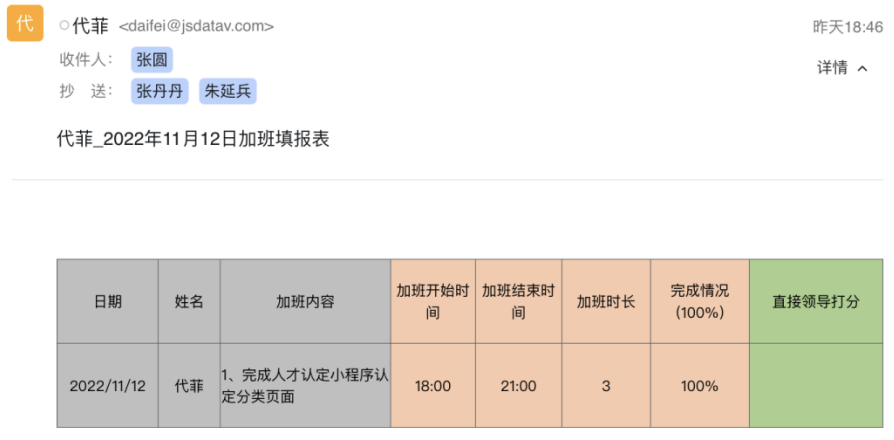 代
代菲 <daifei@jsdatav.com>
昨天18:46
收件人： 张圆
详情
抄 送： 张丹丹 朱延兵
代菲_2022年11月12日加班填报表
日期 姓名 加班内容 加班开始时间 加班结束时间 加班时长 完成情况(100%) 直接领导打分
2022/11/12 代菲 1、完成人才认定小程序认定分类页面 18:00 21:00 3 100%